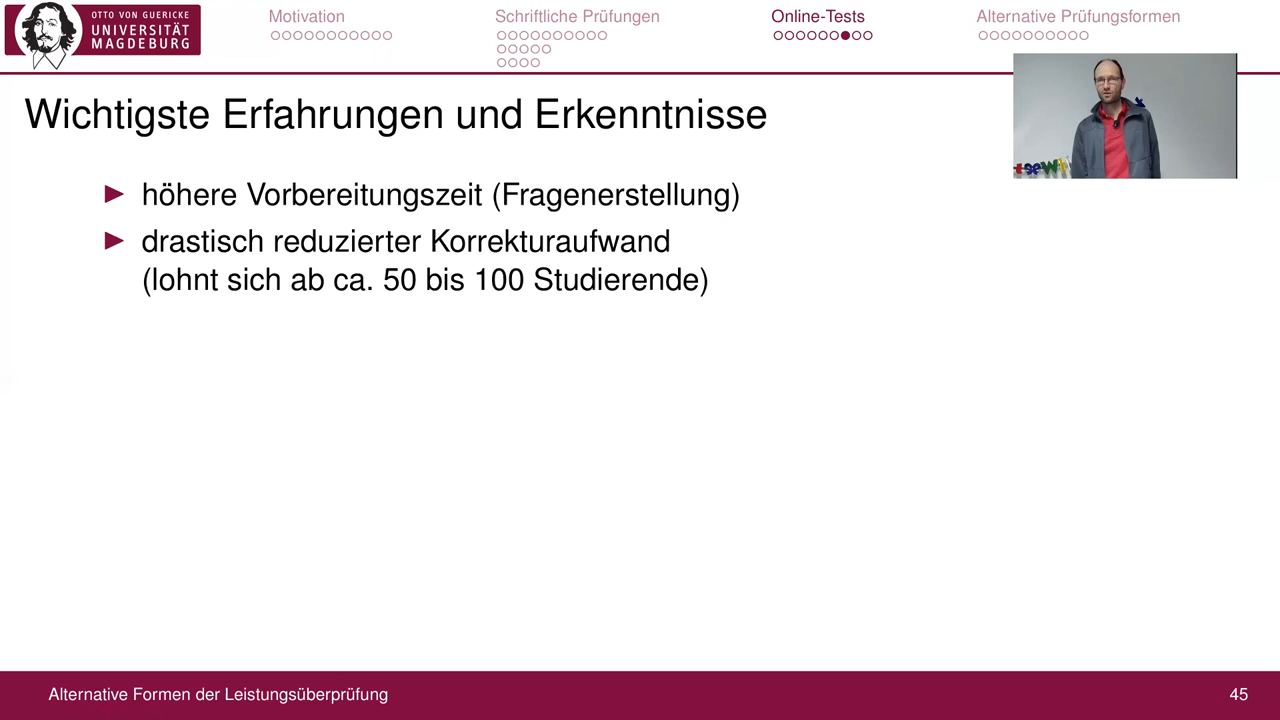 OTTO VON GUERICKE
UNIVERSITÄT
MAGDEBURG
Motivation
Schriftliche Prüfungen
Online-Tests
Alternative Prüfungsformen
Wichtigste Erfahrungen und Erkenntnisse
höhere Vorbereitungszeit (Fragenerstellung)
drastisch reduzierter Korrekturaufwand
(lohnt sich ab ca. 50 bis 100 Studierende)
Alternative Formen der Leistungsüberprüfung
45